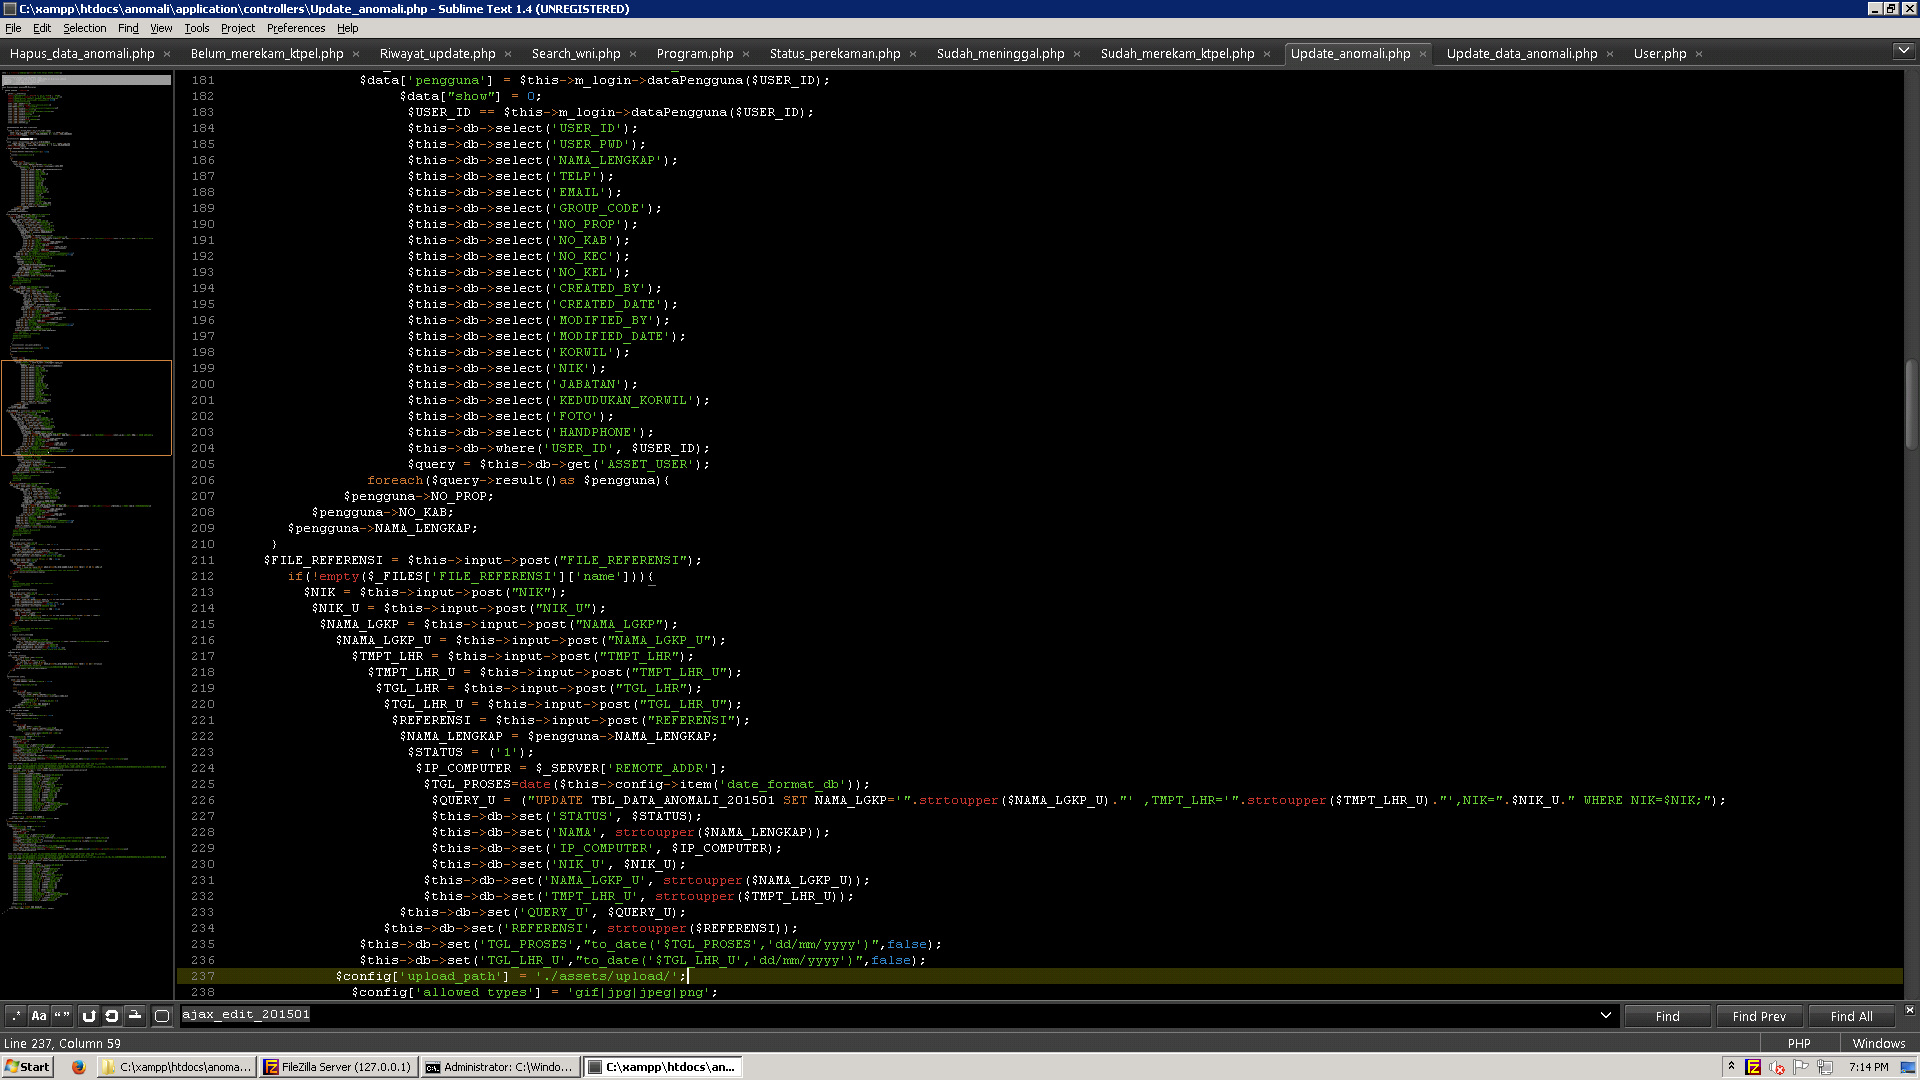 C:\xampp\htdocs\anomali\application\controllers\Update_anomali.php - Sublime Text 1.4 (UNREGISTERED)
File Edit Selection Find View Tools Project Preferences Help
Hapus_data_anomali.php × Belum_merekam_ktpel.php × Riwayat_update.php × Search_wni.php × Program.php × Status_perekaman.php × Sudah_meninggal.php × Sudah_merekam_ktpel.php × Update_anomali.php × Update_data_anomali.php × User.php ×
181 $data['pengguna'] = $this->m_login->dataPengguna($USER_ID);
182 $data["show"] = 0;
183 $USER_ID == $this->m_login->dataPengguna($USER_ID);
184 $this->db->select('USER_ID');
185 $this->db->select('USER_PWD');
186 $this->db->select('NAMA_LENGKAP');
187 $this->db->select('TELP');
188 $this->db->select('EMAIL');
189 $this->db->select('GROUP_CODE');
190 $this->db->select('NO_PROP');
191 $this->db->select('NO_KAB');
192 $this->db->select('NO_KEC');
193 $this->db->select('NO_KEL');
194 $this->db->select('CREATED_BY');
195 $this->db->select('CREATED_DATE');
196 $this->db->select('MODIFIED_BY');
197 $this->db->select('MODIFIED_DATE');
198 $this->db->select('KORWIL');
199 $this->db->select('NIK');
200 $this->db->select('JABATAN');
201 $this->db->select('KEDUDUKAN_KORWIL');
202 $this->db->select('FOTO');
203 $this->db->select('HANDPHONE');
204 $this->db->where('USER_ID', $USER_ID);
205 $query = $this->db->get('ASSET_USER');
206 foreach($query->result()as $pengguna){
207 $pengguna->NO_PROP;
208 $pengguna->NO_KAB;
209 $pengguna->NAMA_LENGKAP;
210 }
211 $FILE_REFERENSI = $this->input->post("FILE_REFERENSI");
212 if(!empty($_FILES['FILE_REFERENSI']['name'])){
213 $NIK = $this->input->post("NIK");
214 $NIK_U = $this->input->post("NIK_U");
215 $NAMA_LGKP = $this->input->post("NAMA_LGKP");
216 $NAMA_LGKP_U = $this->input->post("NAMA_LGKP_U");
217 $TMPT_LHR = $this->input->post("TMPT_LHR");
218 $TMPT_LHR_U = $this->input->post("TMPT_LHR_U");
219 $TGL_LHR = $this->input->post("TGL_LHR");
220 $TGL_LHR_U = $this->input->post("TGL_LHR_U");
221 $REFERENSI = $this->input->post("REFERENSI");
222 $NAMA_LENGKAP = $pengguna->NAMA_LENGKAP;
223 $STATUS = ('1');
224 $IP_COMPUTER = $_SERVER['REMOTE_ADDR'];
225 $TGL_PROSES=date($this->config->item('date_format_db'));
226 $QUERY_U = ("UPDATE TBL_DATA_ANOMALI_201501 SET NAMA_LGKP='".strtoupper($NAMA_LGKP_U)."' ,TMPT_LHR='".strtoupper($TMPT_LHR_U)."',NIK=".$NIK_U." WHERE NIK=$NIK;");
227 $this->db->set('STATUS', $STATUS);
228 $this->db->set('NAMA', strtoupper($NAMA_LENGKAP));
229 $this->db->set('IP_COMPUTER', $IP_COMPUTER);
230 $this->db->set('NIK_U', $NIK_U);
231 $this->db->set('NAMA_LGKP_U', strtoupper($NAMA_LGKP_U));
232 $this->db->set('TMPT_LHR_U', strtoupper($TMPT_LHR_U));
233 $this->db->set('QUERY_U', $QUERY_U);
234 $this->db->set('REFERENSI', strtoupper($REFERENSI));
235 $this->db->set('TGL_PROSES',"to_date('$TGL_PROSES','dd/mm/yyyy')",false);
236 $this->db->set('TGL_LHR_U',"to_date('$TGL_LHR_U','dd/mm/yyyy')",false);
237 $config['upload_path'] = './assets/upload/';
238 $config['allowed_types'] = 'gif|jpg|jpeg|png';
.* Aa “ ” ajax_edit_201501 Find Find Prev Find All
Line 237, Column 59 PHP Windows
Start C:\xampp\htdocs\anoma... FileZilla Server (127.0.0.1) Administrator: C:\Windo... C:\xampp\htdocs\an... 7:14 PM